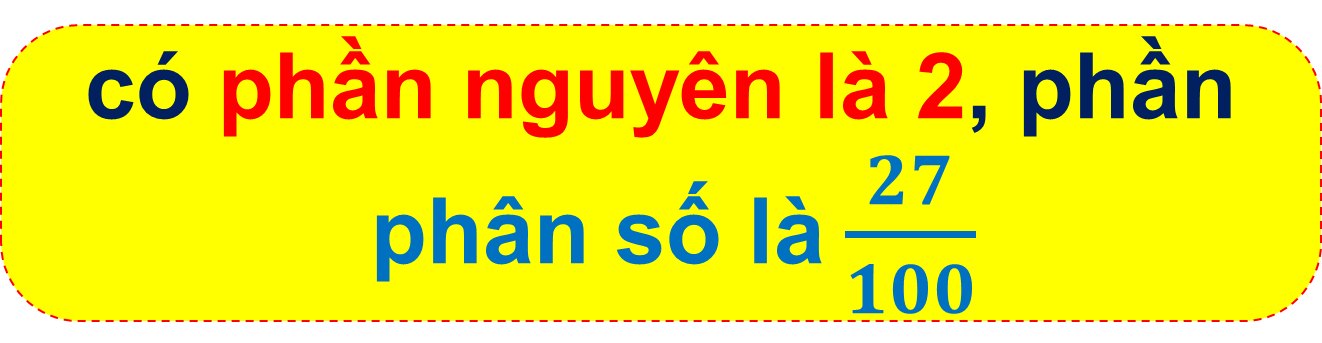 có phần nguyên là 2, phần
phân số là 27/100